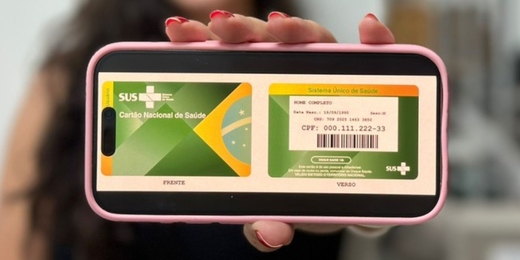 SUS
Cartão Nacional de Saúde
FRENTE
Sistema Único de Saúde
NOME COMPLETO
Data Nasc.: 19/09/1990 Sexo:M
CPF: 000.111.222-33
SUS
VERSO